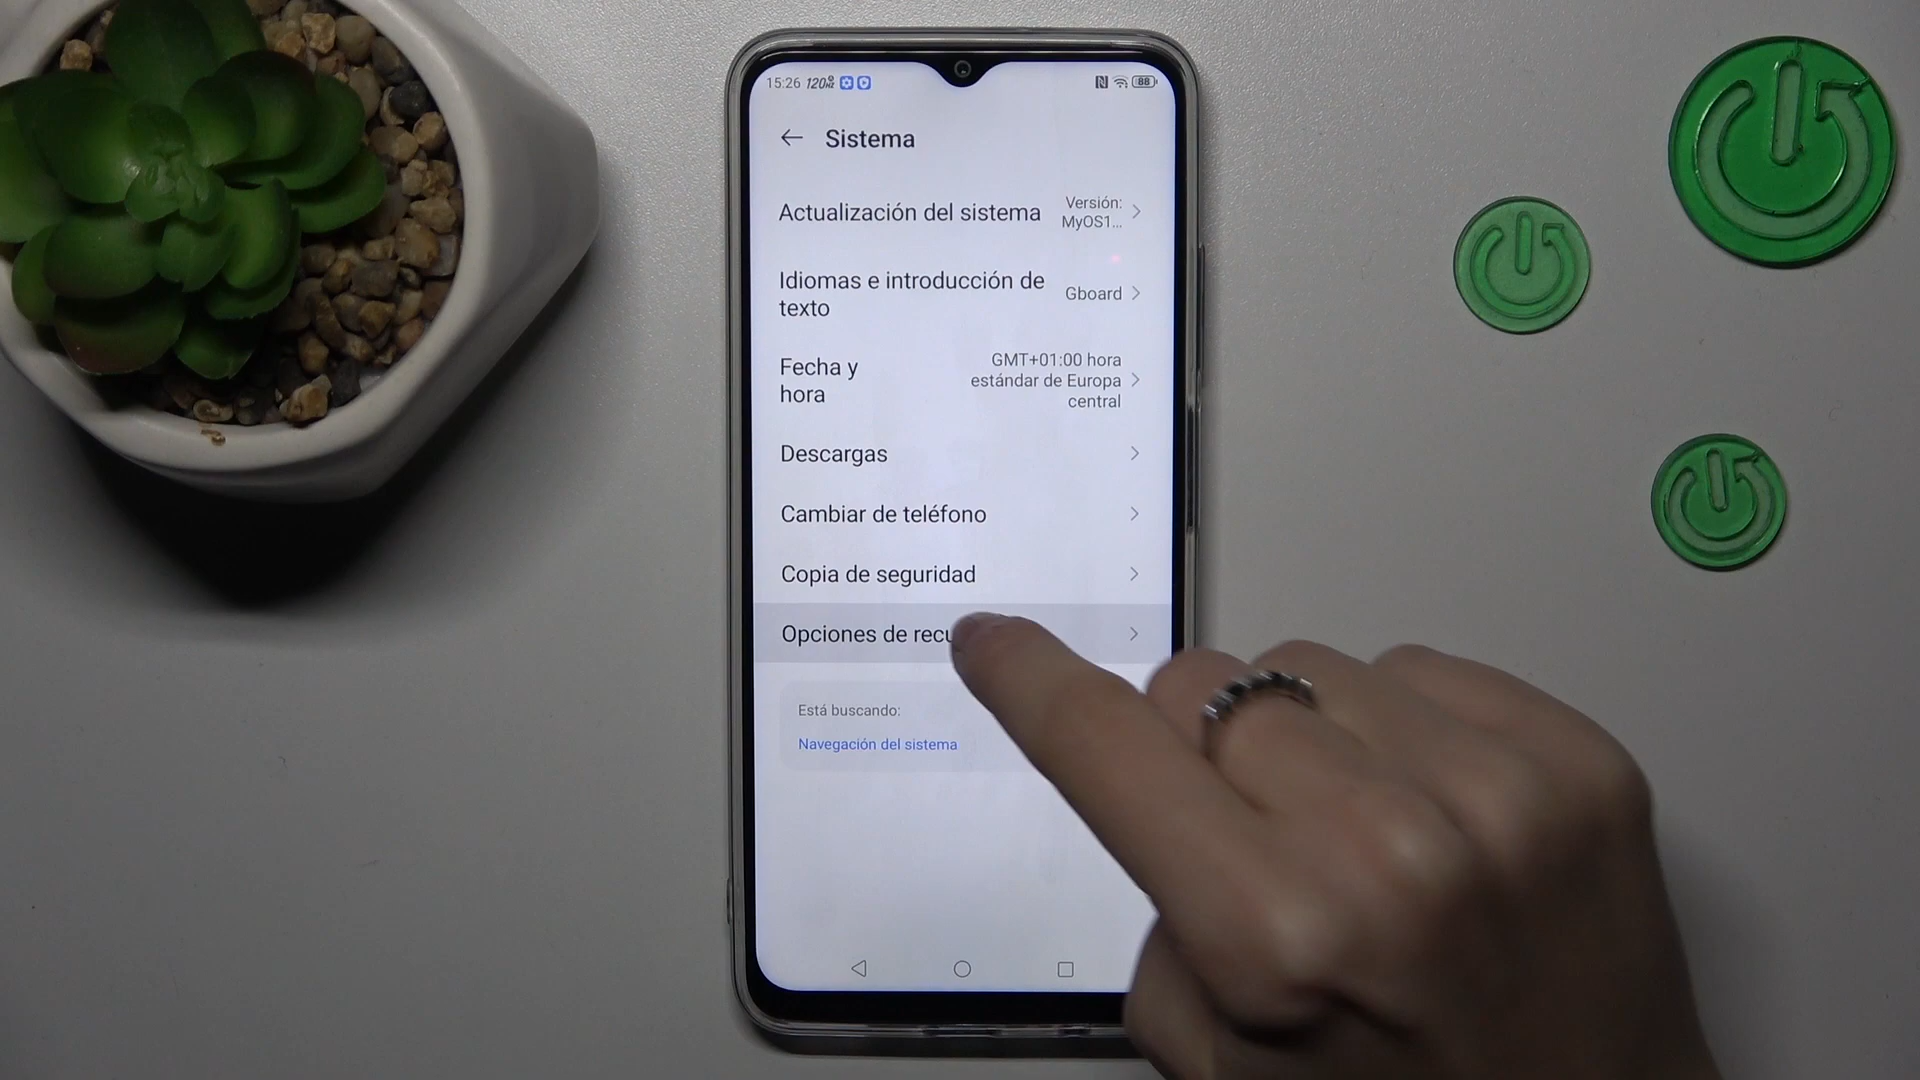 15:26 120Hz 88
Sistema
Actualización del sistema
Versión:
MyOS1...
Idiomas e introducción de
texto
Gboard
Fecha y
hora
GMT+01:00 hora
estándar de Europa
central
Descargas
Cambiar de teléfono
Copia de seguridad
Opciones de recu
Está buscando:
Navegación del sistema